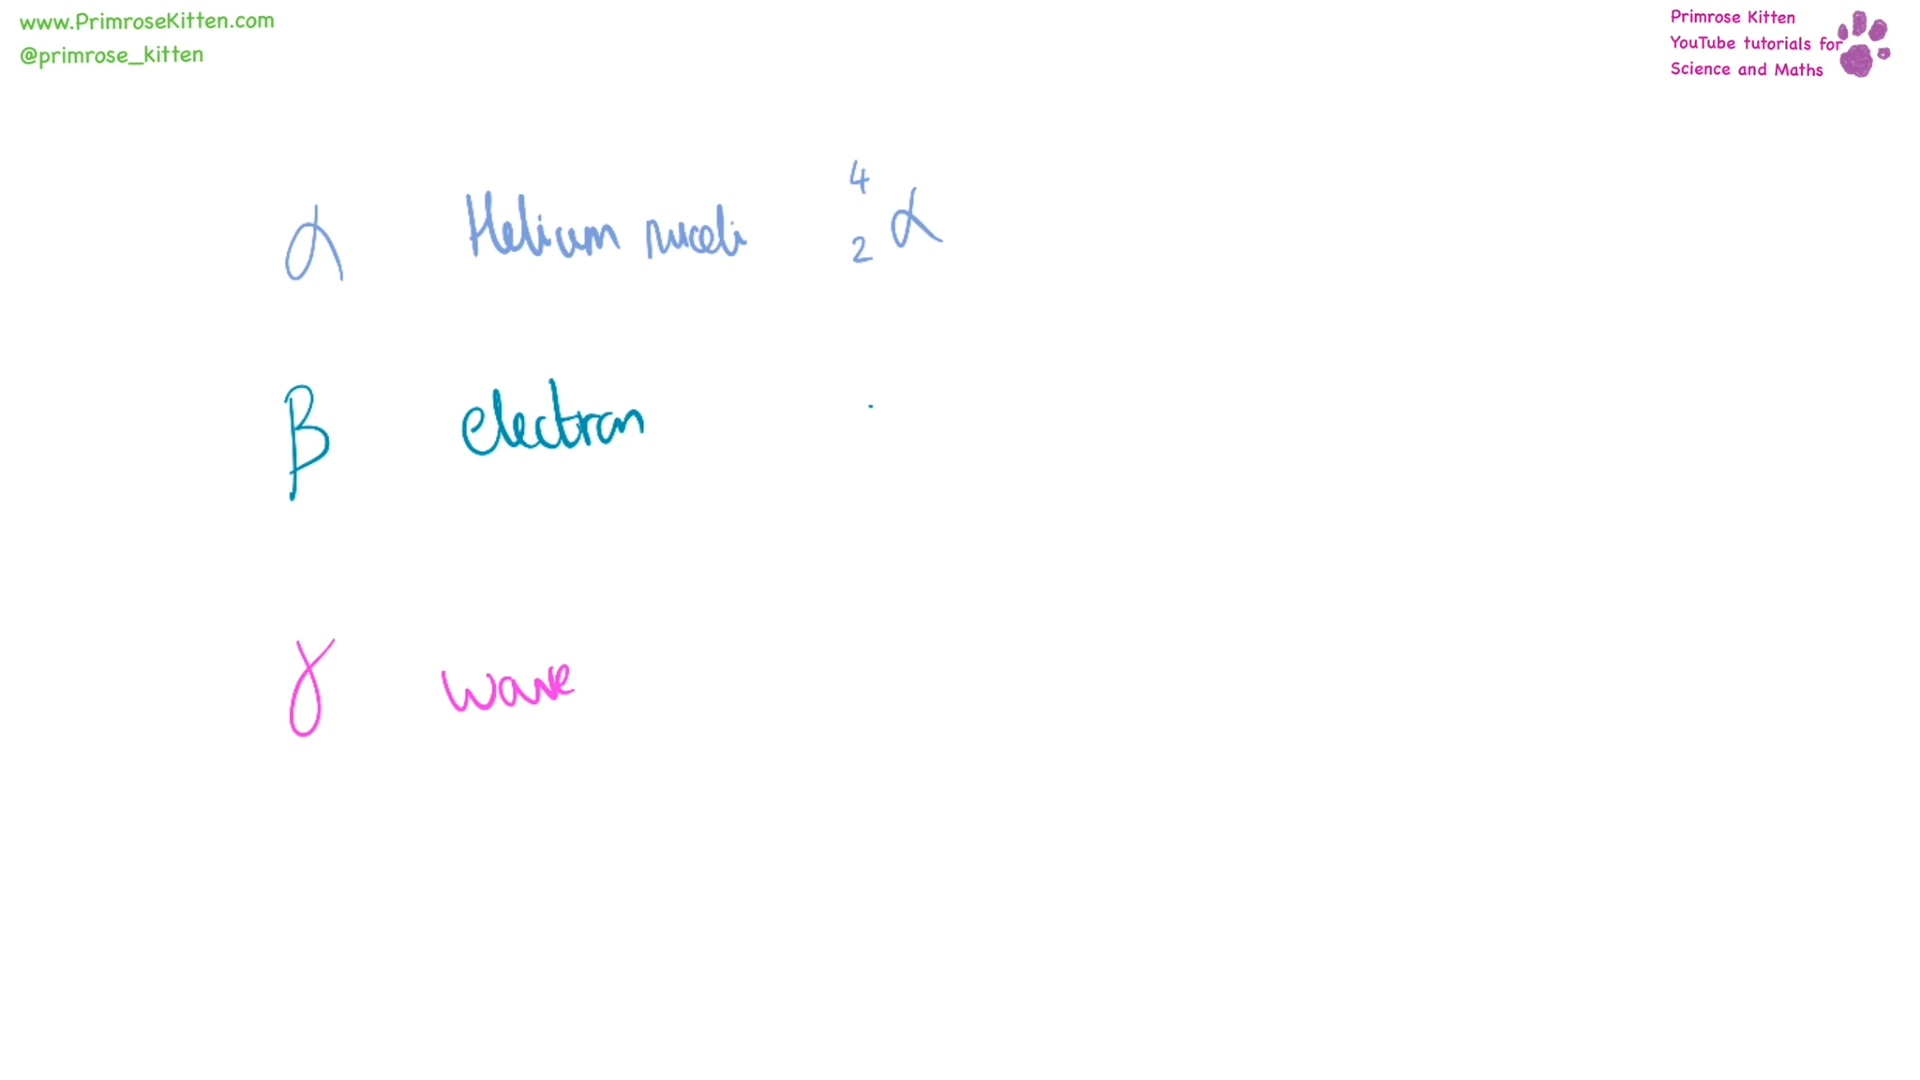 www.PrimroseKitten.com
@primrose_kitten
Primrose Kitten
YouTube tutorials for
Science and Maths
α Helium nuceli ⁴₂α
β electron
γ wave